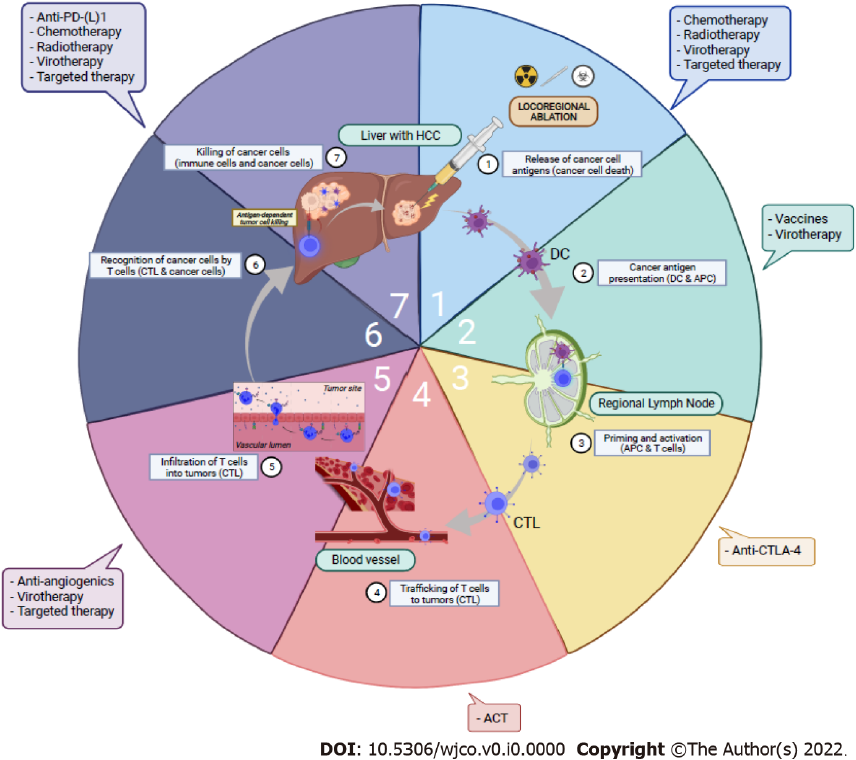 - Anti-PD-(L)1
- Chemotherapy
- Radiotherapy
- Virotherapy
- Targeted therapy
- Chemotherapy
- Radiotherapy
- Virotherapy
- Targeted therapy
LOCOREGIONAL
ABLATION
Liver with HCC
Killing of cancer cells
(immune cells and cancer cells)
7
1
Release of cancer cell
antigens (cancer cell death)
Antigen-dependent
tumor cell killing
- Vaccines
- Virotherapy
DC
Recognition of cancer cells by
T cells (CTL & cancer cells)
6
2
Cancer antigen
presentation (DC & APC)
7
1
6
2
5
3
4
Tumor site
Vascular lumen
Regional Lymph Node
3
Priming and activation
(APC & T cells)
Infiltration of T cells
into tumors (CTL)
5
CTL
- Anti-CTLA-4
Blood vessel
4
Trafficking of T cells
to tumors (CTL)
- Anti-angiogenics
- Virotherapy
- Targeted therapy
- ACT
DOI: 10.5306/wjco.v0.i0.0000 Copyright ©The Author(s) 2022.